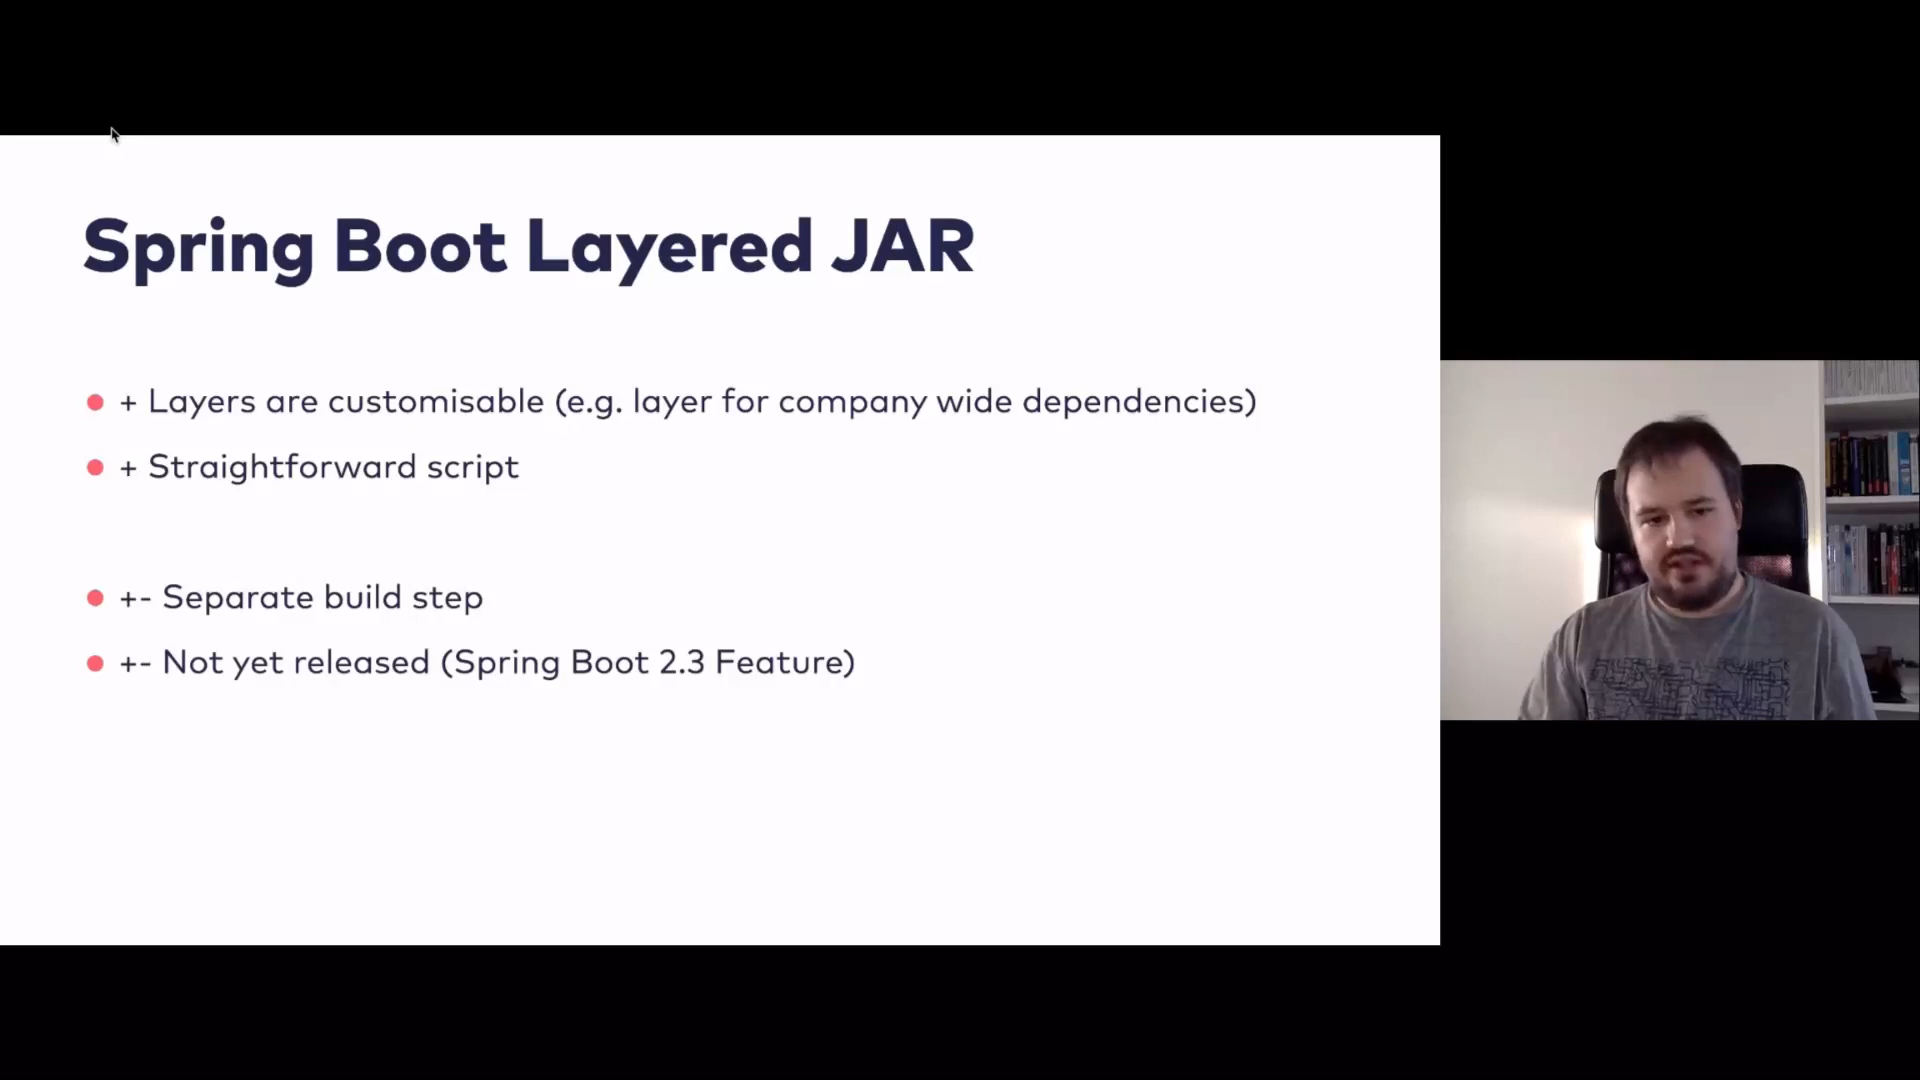 Spring Boot Layered JAR
+ Layers are customisable (e.g. layer for company wide dependencies)
+ Straightforward script
+- Separate build step
+- Not yet released (Spring Boot 2.3 Feature)